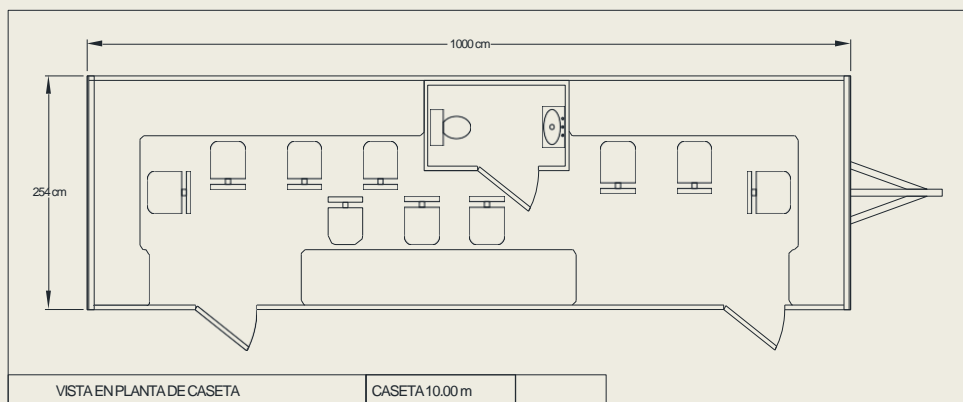 1000 cm
254 cm
VISTA EN PLANTA DE CASETA
CASETA 10.00 m